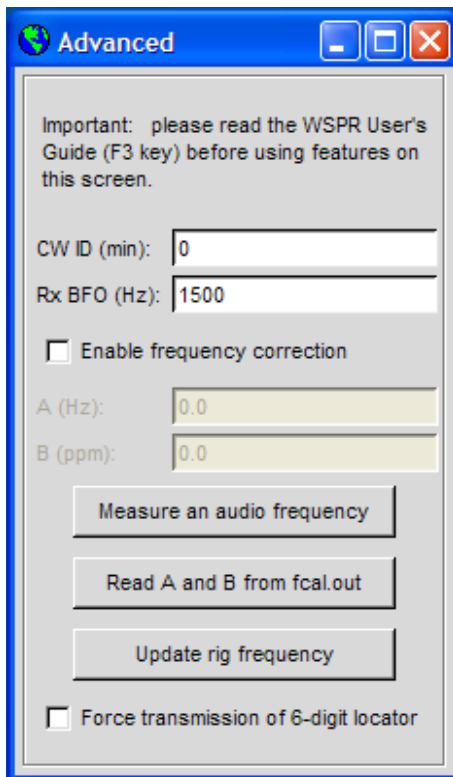 Advanced
Important: please read the WSPR User's
Guide (F3 key) before using features on
this screen.
CW ID (min): 0
Rx BFO (Hz): 1500
Enable frequency correction
A (Hz): 0.0
B (ppm): 0.0
Measure an audio frequency
Read A and B from fcal.out
Update rig frequency
Force transmission of 6-digit locator